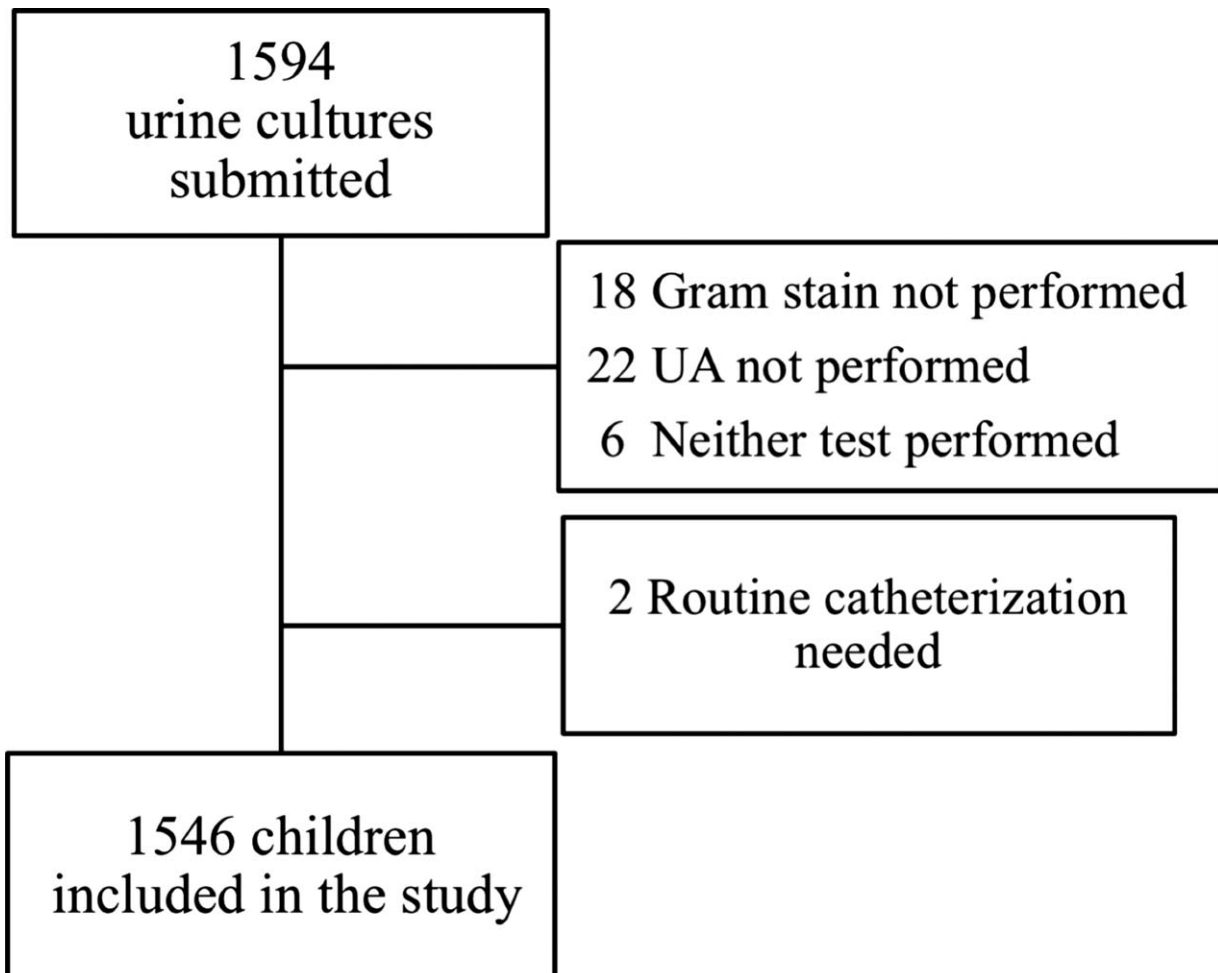 1594
urine cultures
submitted
18 Gram stain not performed
22 UA not performed
6 Neither test performed
2 Routine catheterization
needed
1546 children
included in the study